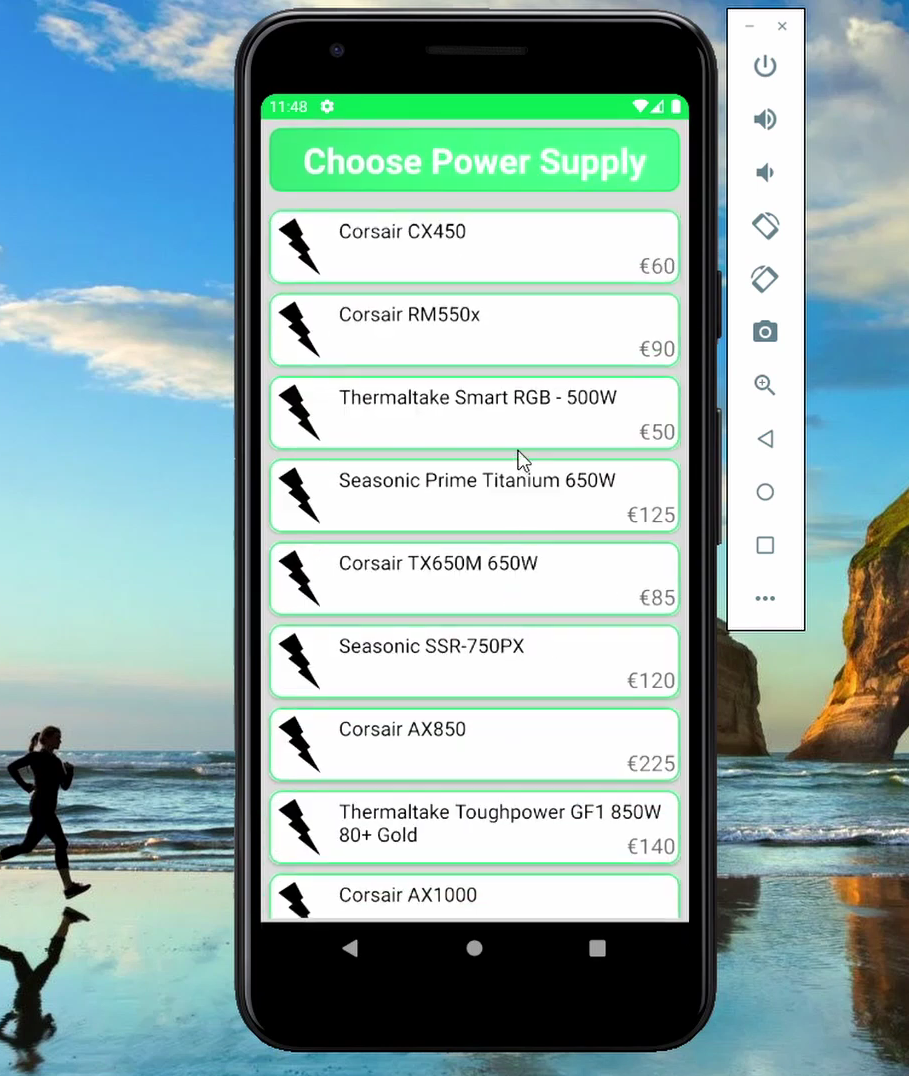 11:48
Choose Power Supply
Corsair CX450
€60
Corsair RM550x
€90
Thermaltake Smart RGB - 500W
€50
Seasonic Prime Titanium 650W
€125
Corsair TX650M 650W
€85
Seasonic SSR-750PX
€120
Corsair AX850
€225
Thermaltake Toughpower GF1 850W
80+ Gold
€140
Corsair AX1000